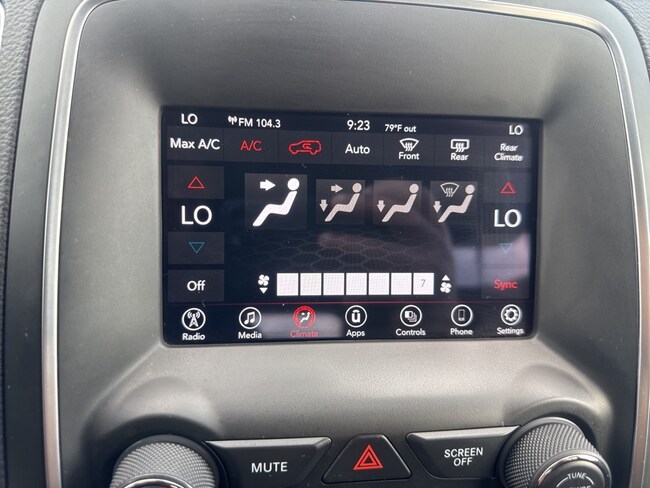 LO FM 104.3 9:23 79°F out LO
Max A/C A/C Auto Front Rear Rear
Climate
LO LO
Off 7 Sync
Radio Media Climate Apps Controls Phone Settings
MUTE SCREEN
OFF
TUNE